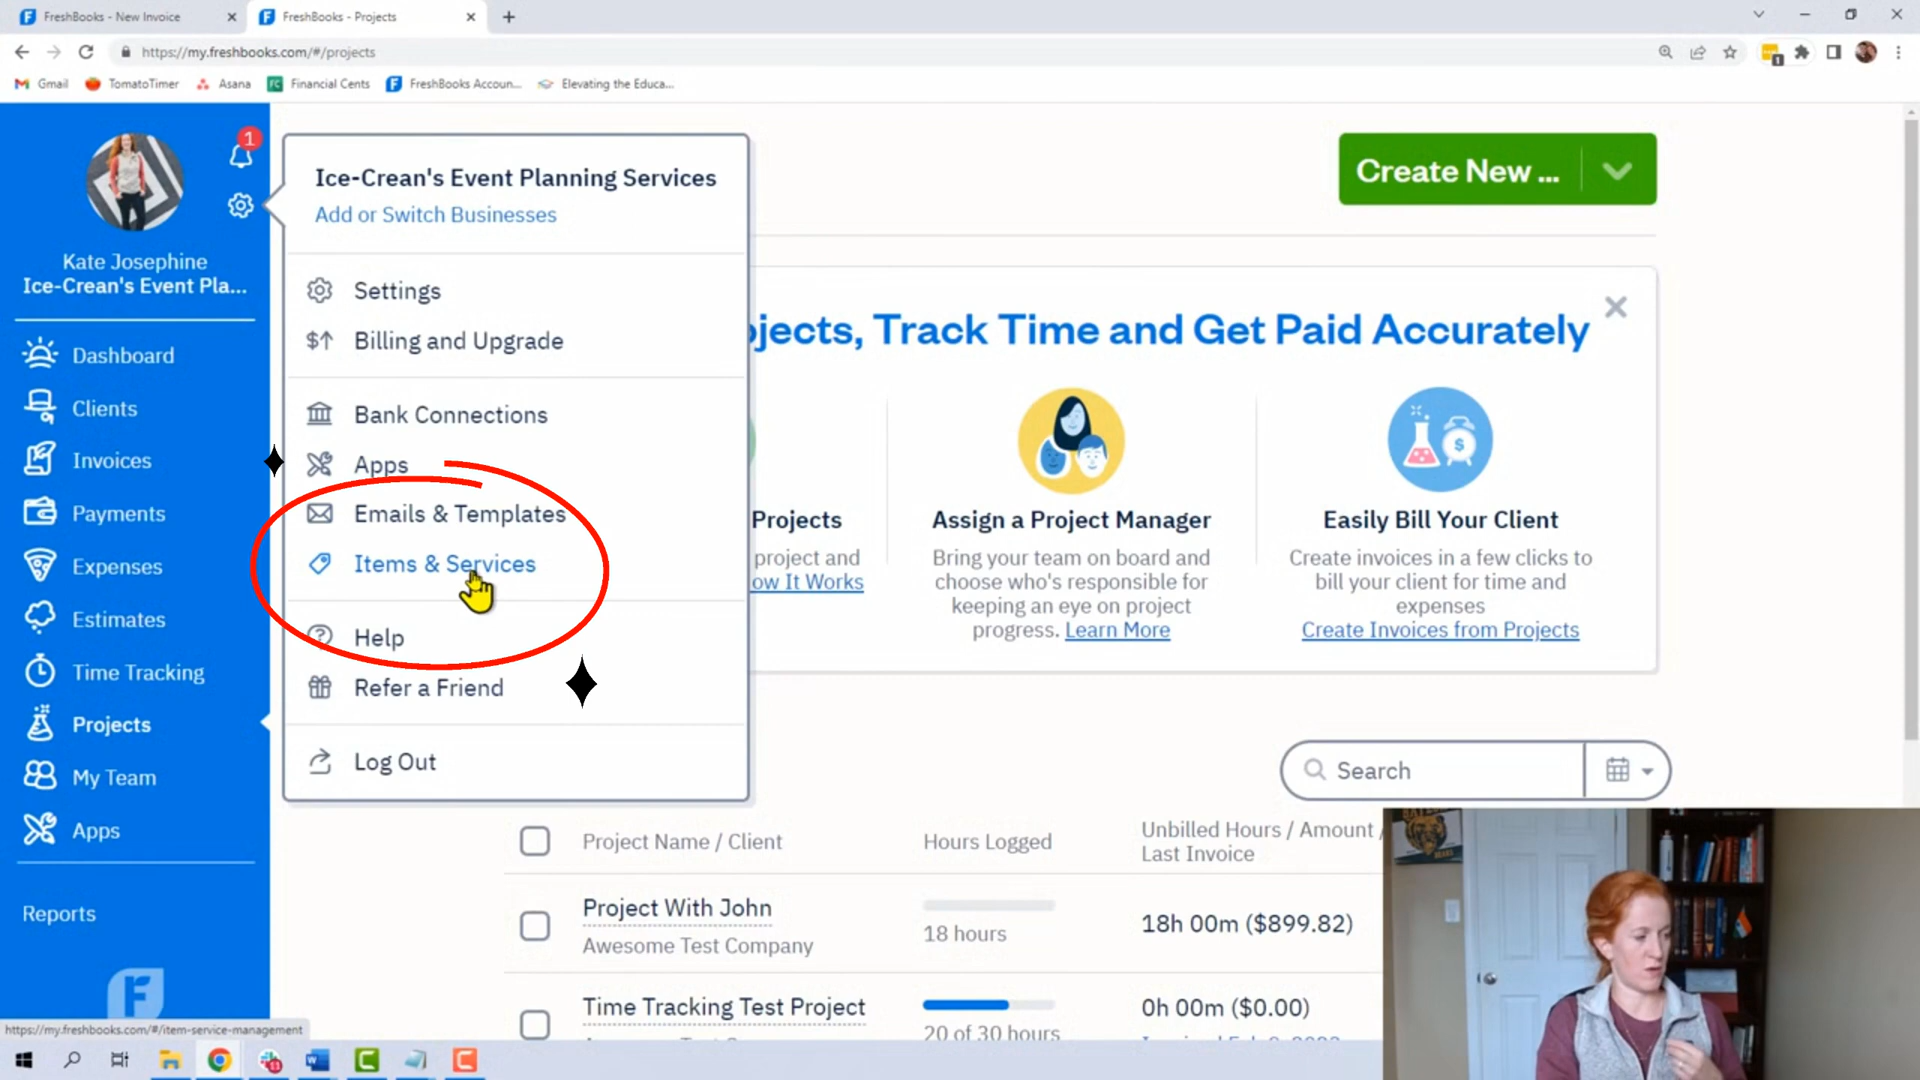 FreshBooks - New Invoice
FreshBooks - Projects
https://my.freshbooks.com/#/projects
1
Gmail
TomatoTimer
Asana
FC
Financial Cents
FreshBooks Accoun...
Elevating the Educa...
1
Kate Josephine
Ice-Crean's Event Pla...
Dashboard
Clients
Invoices
Payments
Expenses
Estimates
Time Tracking
Projects
My Team
Apps
Reports
Ice-Crean's Event Planning Services
Add or Switch Businesses
Settings
Billing and Upgrade
Bank Connections
Apps
Emails & Templates
Items & Services
Help
Refer a Friend
Log Out
Create New ...
ojects, Track Time and Get Paid Accurately
Projects
project and
ow It Works
Assign a Project Manager
Bring your team on board and
choose who's responsible for
keeping an eye on project
progress. Learn More
Easily Bill Your Client
Create invoices in a few clicks to
bill your client for time and
expenses
Create Invoices from Projects
Search
Project Name / Client
Hours Logged
Unbilled Hours / Amount /
Last Invoice
Project With John
Awesome Test Company
18 hours
18h 00m ($899.82)
Time Tracking Test Project
20 of 30 hours
0h 00m ($0.00)
BEARS
https://my.freshbooks.com/#/item-service-management
11